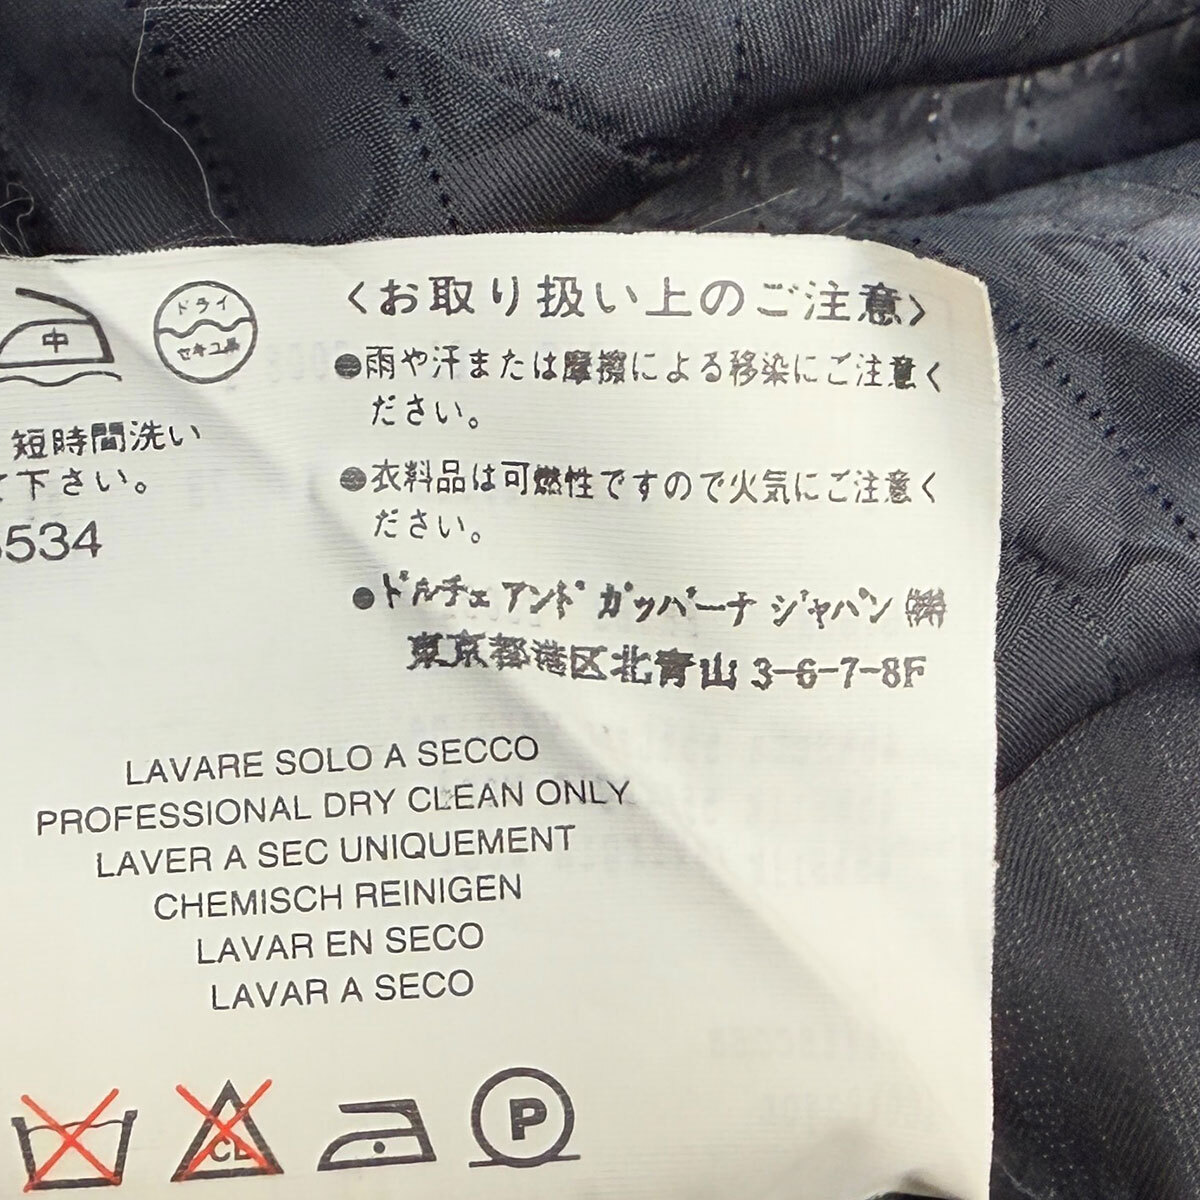 中
ドライ
セキユ系
短時間洗い
て下さい。
534
〈お取り扱い上のご注意〉
●雨や汗または摩擦による移染にご注意く
ださい。
●衣料品は可燃性ですので火気にご注意く
ださい。
●ドルチェ アンド ガッバーナ ジャパン ㈱
東京都港区北青山 3-6-7-8F
LAVARE SOLO A SECCO
PROFESSIONAL DRY CLEAN ONLY
LAVER A SEC UNIQUEMENT
CHEMISCH REINIGEN
LAVAR EN SECO
LAVAR A SECO
CL
P